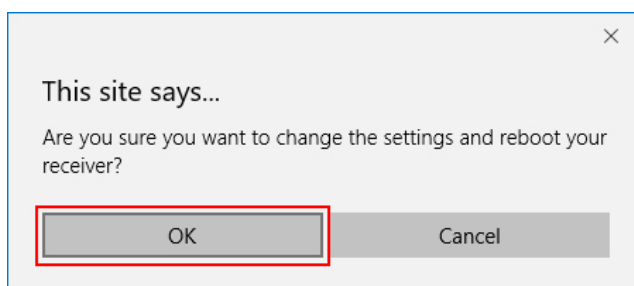 This site says...
Are you sure you want to change the settings and reboot your
receiver?
OK
Cancel